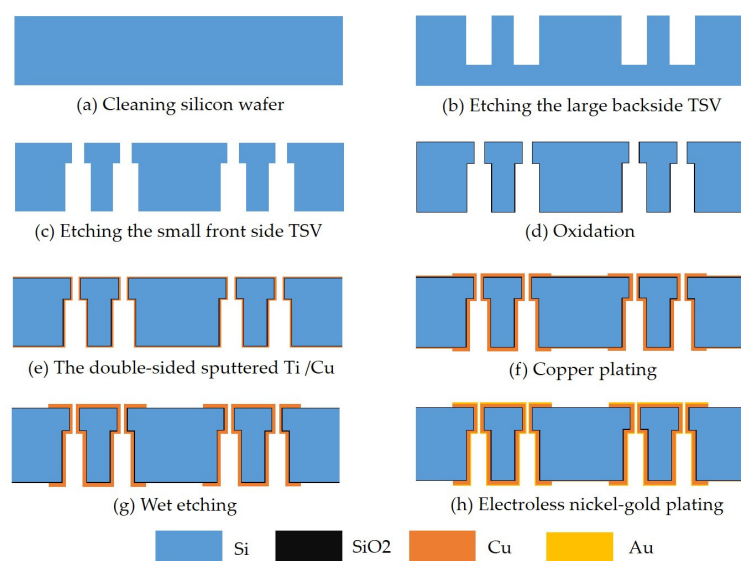 (a) Cleaning silicon wafer
(b) Etching the large backside TSV
(c) Etching the small front side TSV
(d) Oxidation
(e) The double-sided sputtered Ti /Cu
(f) Copper plating
(g) Wet etching
(h) Electroless nickel-gold plating
Si SiO2 Cu Au